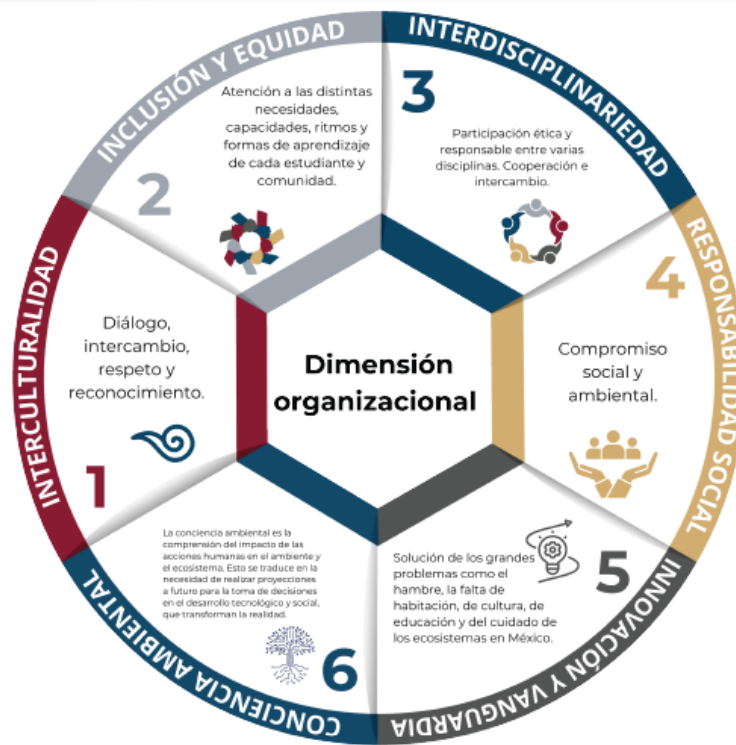 Dimensión
organizacional
INTERCULTURALIDAD
1
Diálogo,
intercambio,
respeto y
reconocimiento.
INCLUSIÓN Y EQUIDAD
2
Atención a las distintas
necesidades,
capacidades, ritmos y
formas de aprendizaje
de cada estudiante y
comunidad.
INTERDISCIPLINARIEDAD
3
Participación ética y
responsable entre varias
disciplinas. Cooperación e
intercambio.
RESPONSABILIDAD SOCIAL
4
Compromiso
social y
ambiental.
INNOVACIÓN Y VANGUARDIA
5
Solución de los grandes
problemas como el
hambre, la falta de
habitación, de cultura, de
educación y del cuidado de
los ecosistemas en México.
CONCIENCIA AMBIENTAL
6
La conciencia ambiental es la
comprensión del impacto de las
acciones humanas en el ambiente y
el ecosistema. Esto se traduce en la
necesidad de realizar proyecciones
a futuro para la toma de decisiones
en el desarrollo tecnológico y social,
que transforman la realidad.